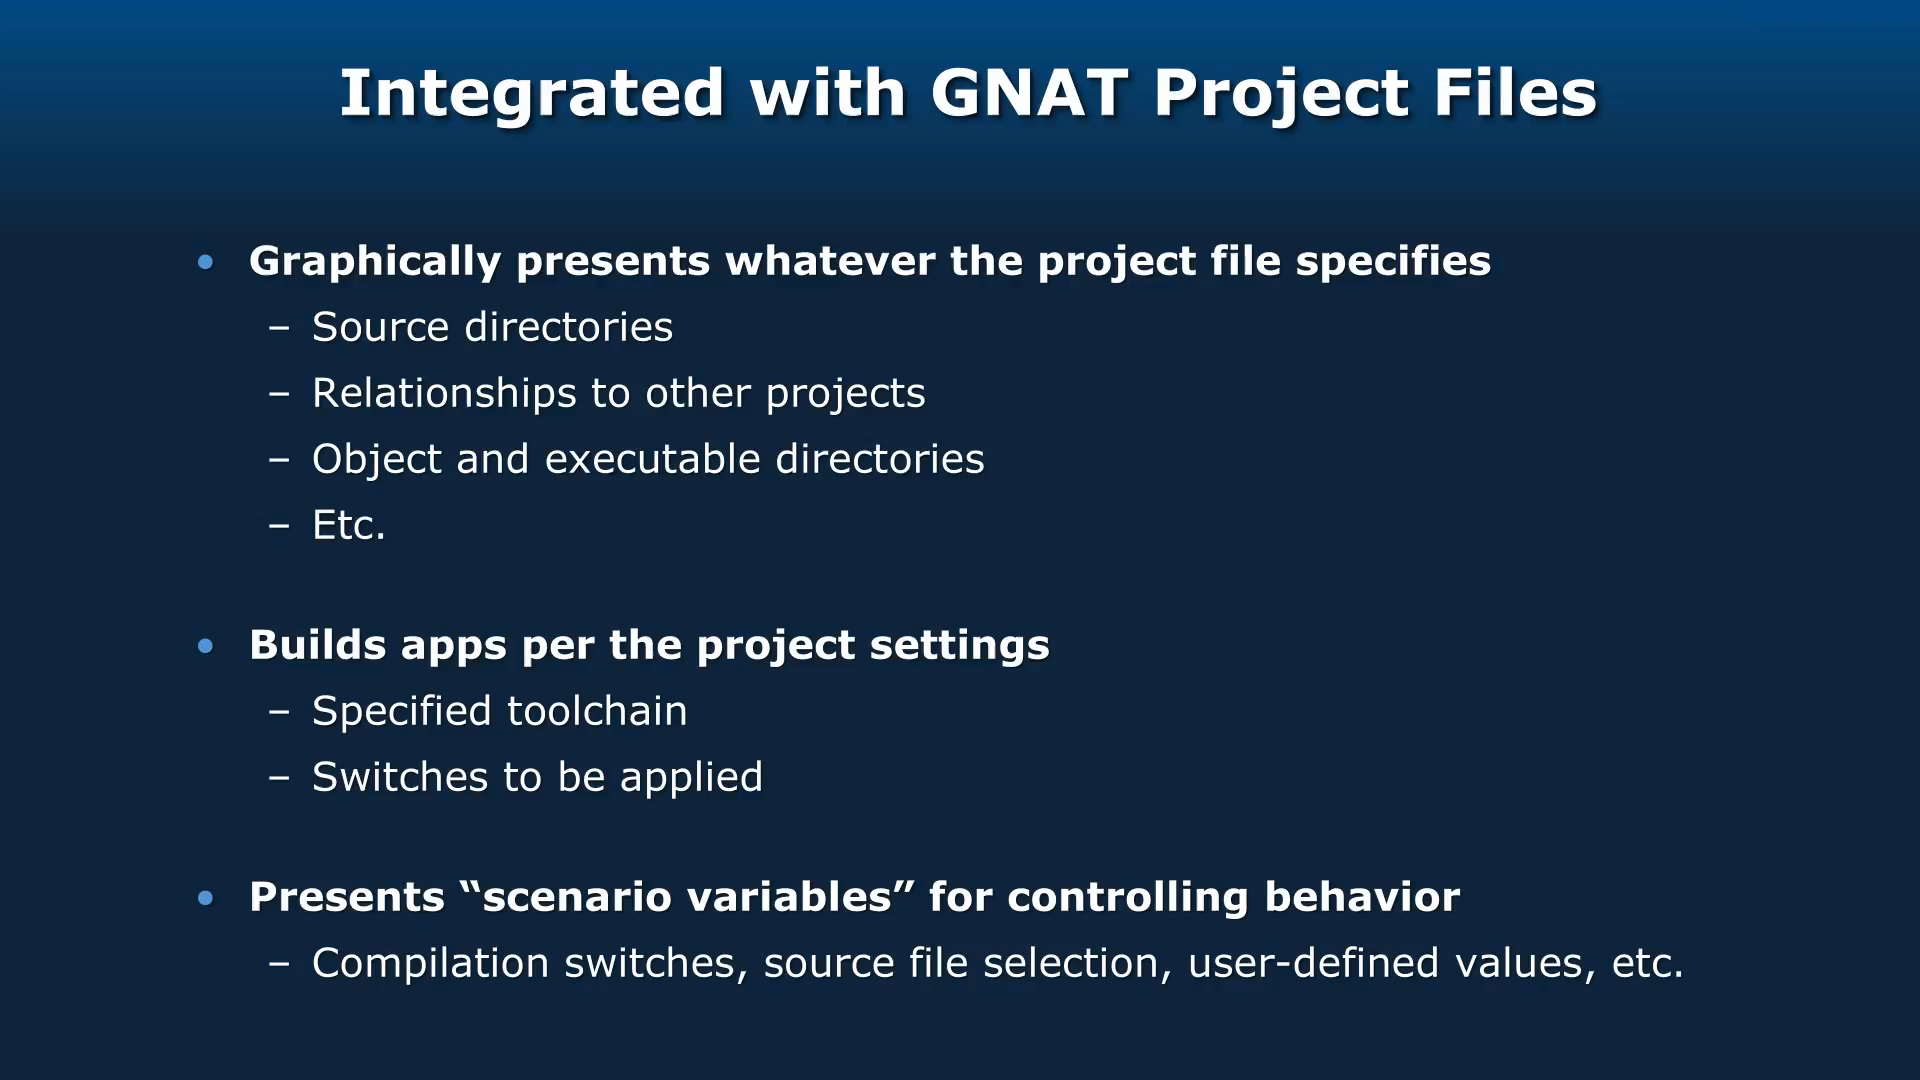 Integrated with GNAT Project Files
• Graphically presents whatever the project file specifies
– Source directories
– Relationships to other projects
– Object and executable directories
– Etc.
• Builds apps per the project settings
– Specified toolchain
– Switches to be applied
• Presents “scenario variables” for controlling behavior
– Compilation switches, source file selection, user-defined values, etc.